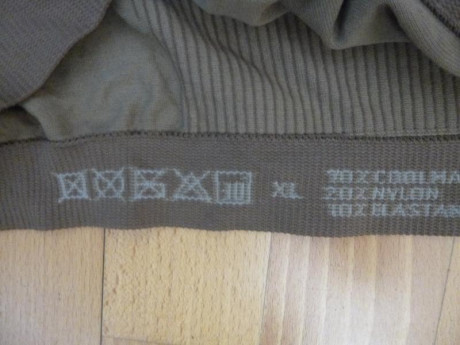 XL
70% COOLMA
20% NYLON
10% ELASTAN